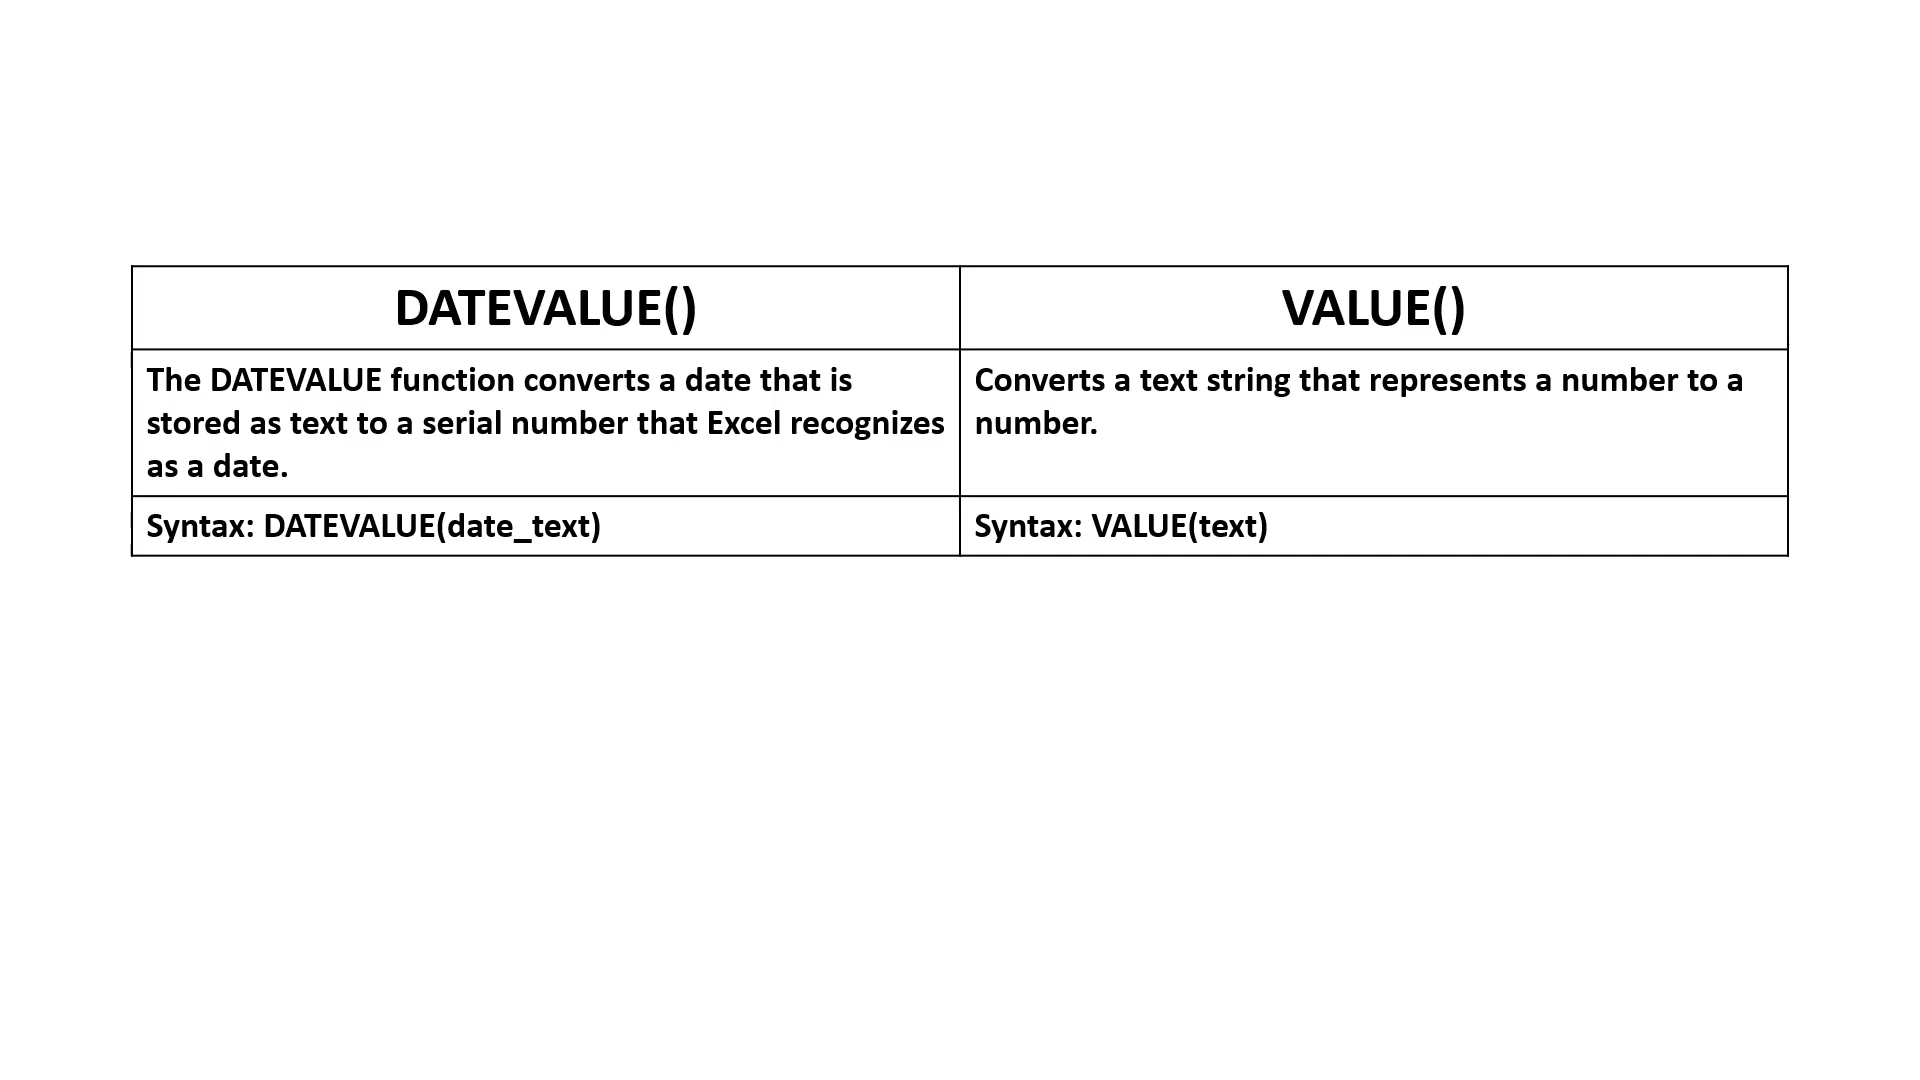 DATEVALUE()
VALUE()
The DATEVALUE function converts a date that is
stored as text to a serial number that Excel recognizes
as a date.
Converts a text string that represents a number to a
number.
Syntax: DATEVALUE(date_text)
Syntax: VALUE(text)